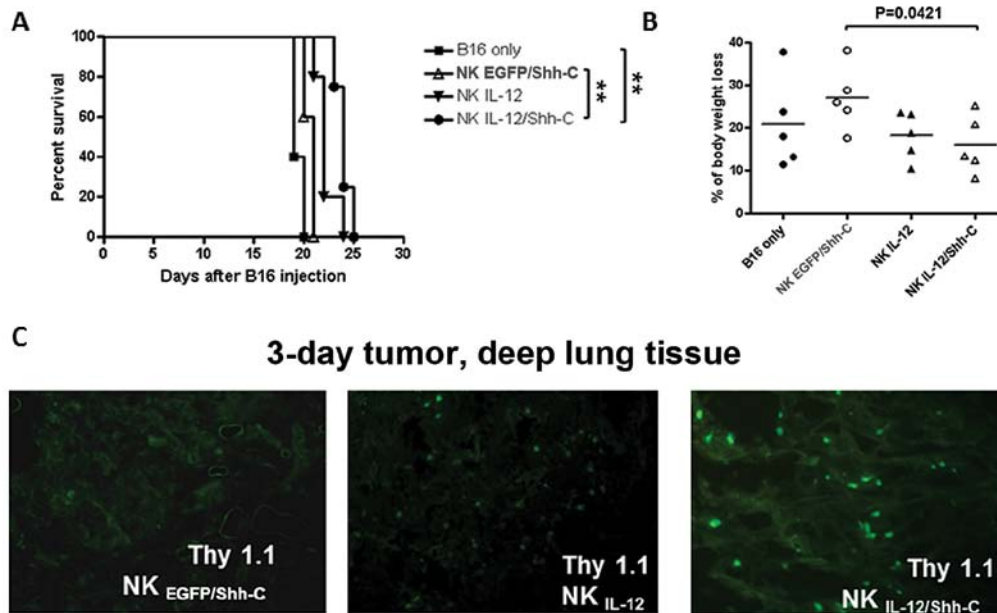 A
Percent survival
100
80
60
40
20
0
0 5 10 15 20 25 30
Days after B16 injection
B16 only
NK EGFP/Shh-C
NK IL-12
NK IL-12/Shh-C
**
**
B
P=0.0421
% of body weight loss
40
30
20
10
0
B16 only
NK EGFP/Shh-C
NK IL-12
NK IL-12/Shh-C
C
3-day tumor, deep lung tissue
Thy 1.1
NK EGFP/Shh-C
Thy 1.1
NK IL-12
Thy 1.1
NK IL-12/Shh-C